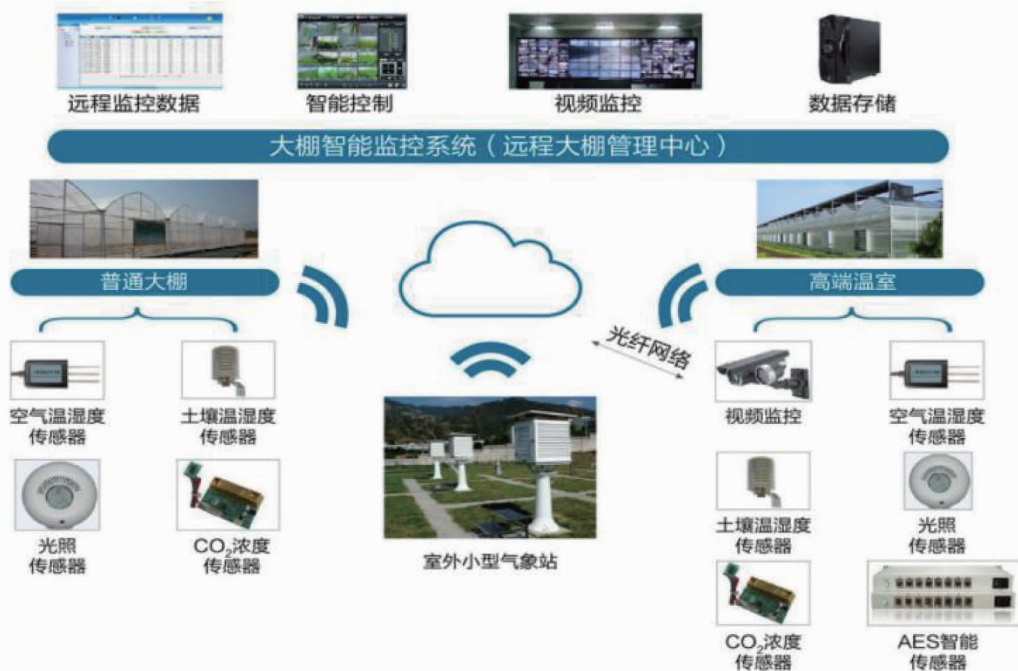 远程监控数据
智能控制
视频监控
数据存储
大棚智能监控系统（远程大棚管理中心）
普通大棚
高端温室
光纤网络
空气温湿度
传感器
土壤温湿度
传感器
视频监控
空气温湿度
传感器
光照
传感器
CO₂浓度
传感器
室外小型气象站
土壤温湿度
传感器
光照
传感器
CO₂浓度
传感器
AES智能
传感器